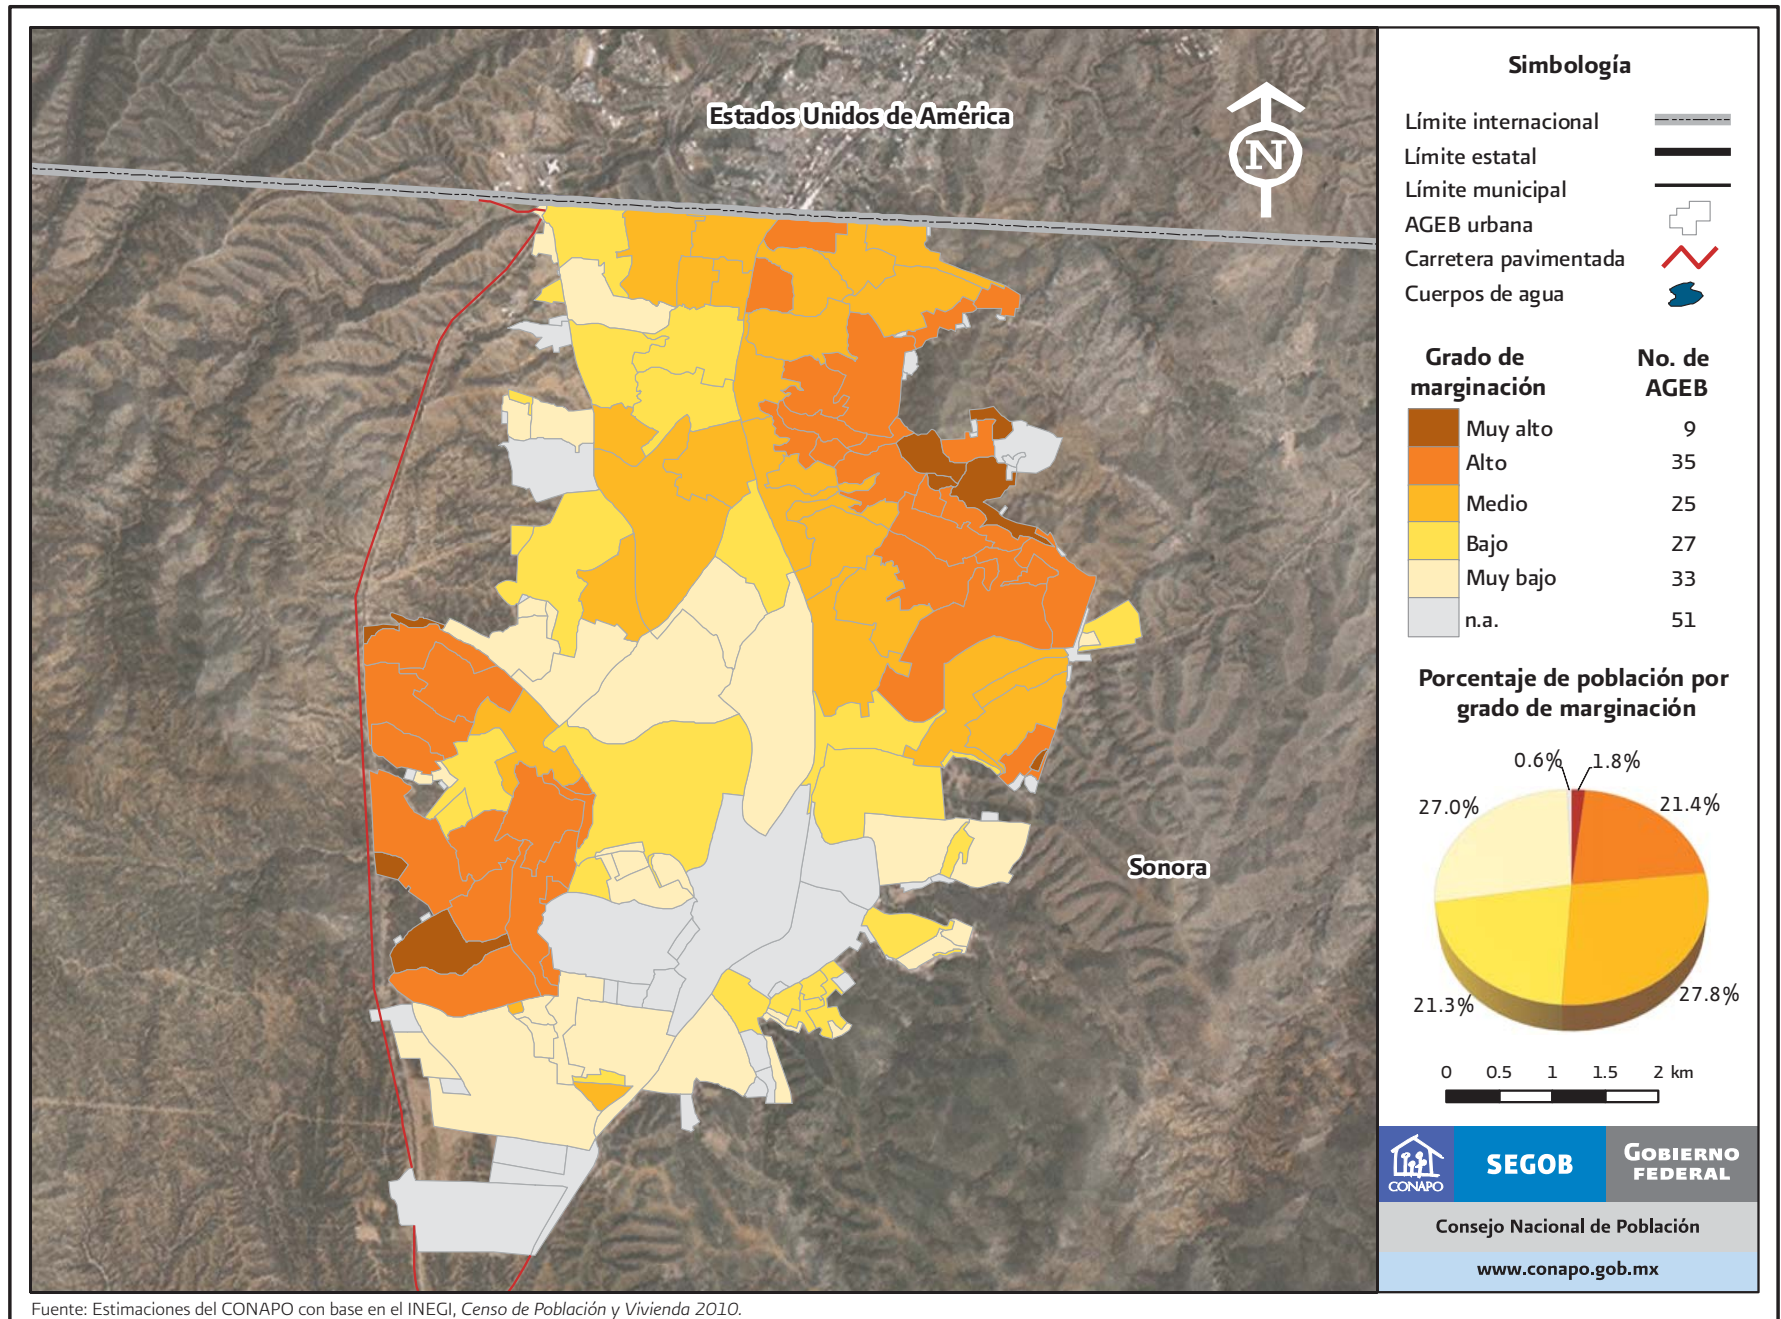 Estados Unidos de América
N
Sonora
Simbología
Límite internacional
Límite estatal
Límite municipal
AGEB urbana
Carretera pavimentada
Cuerpos de agua
Grado de marginación No. de AGEB
Muy alto 9
Alto 35
Medio 25
Bajo 27
Muy bajo 33
n.a. 51
Porcentaje de población por
grado de marginación
0.6% 1.8%
27.0% 21.4%
21.3% 27.8%
0 0.5 1 1.5 2 km
CONAPO
SEGOB
GOBIERNO
FEDERAL
Consejo Nacional de Población
www.conapo.gob.mx
Fuente: Estimaciones del CONAPO con base en el INEGI, Censo de Población y Vivienda 2010.